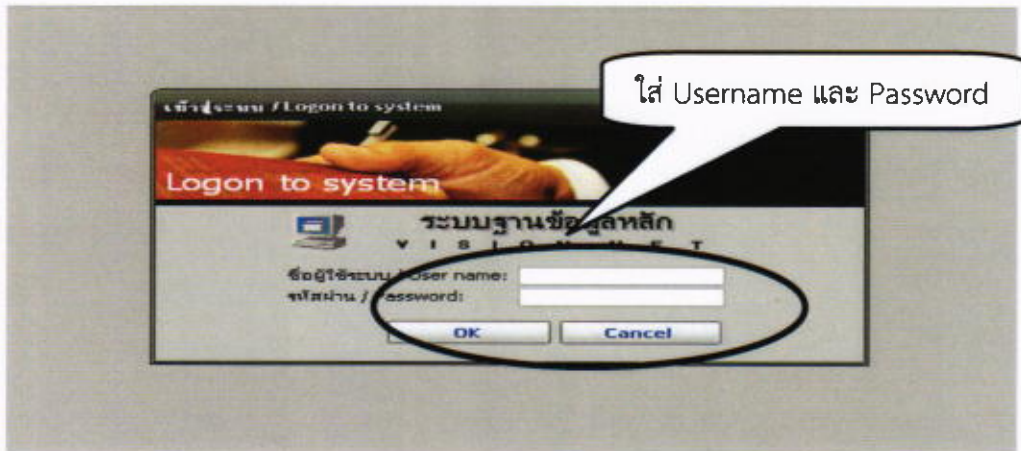 ใส่ Username และ Password
เข้าสู่ระบบ / Logon to system
Logon to system
ระบบฐานข้อมูลหลัก
V I S I O N N E T
ชื่อผู้ใช้ระบบ / User name:
รหัสผ่าน / Password:
OK Cancel